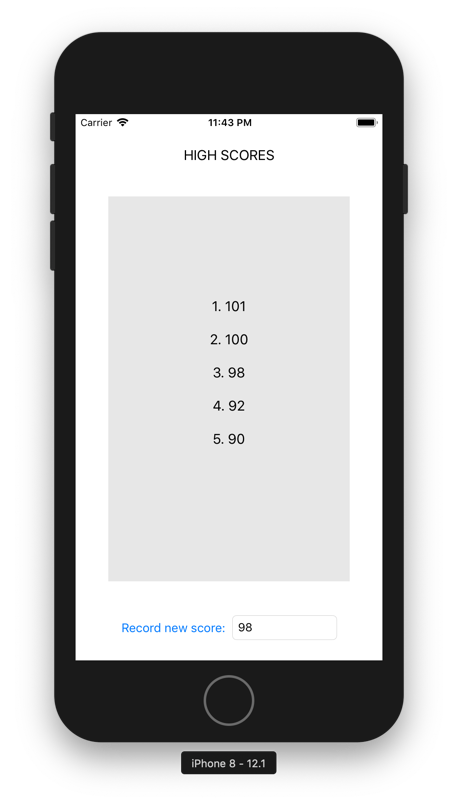 Carrier 11:43 PM
HIGH SCORES
1. 101
2. 100
3. 98
4. 92
5. 90
Record new score: 98
iPhone 8 - 12.1